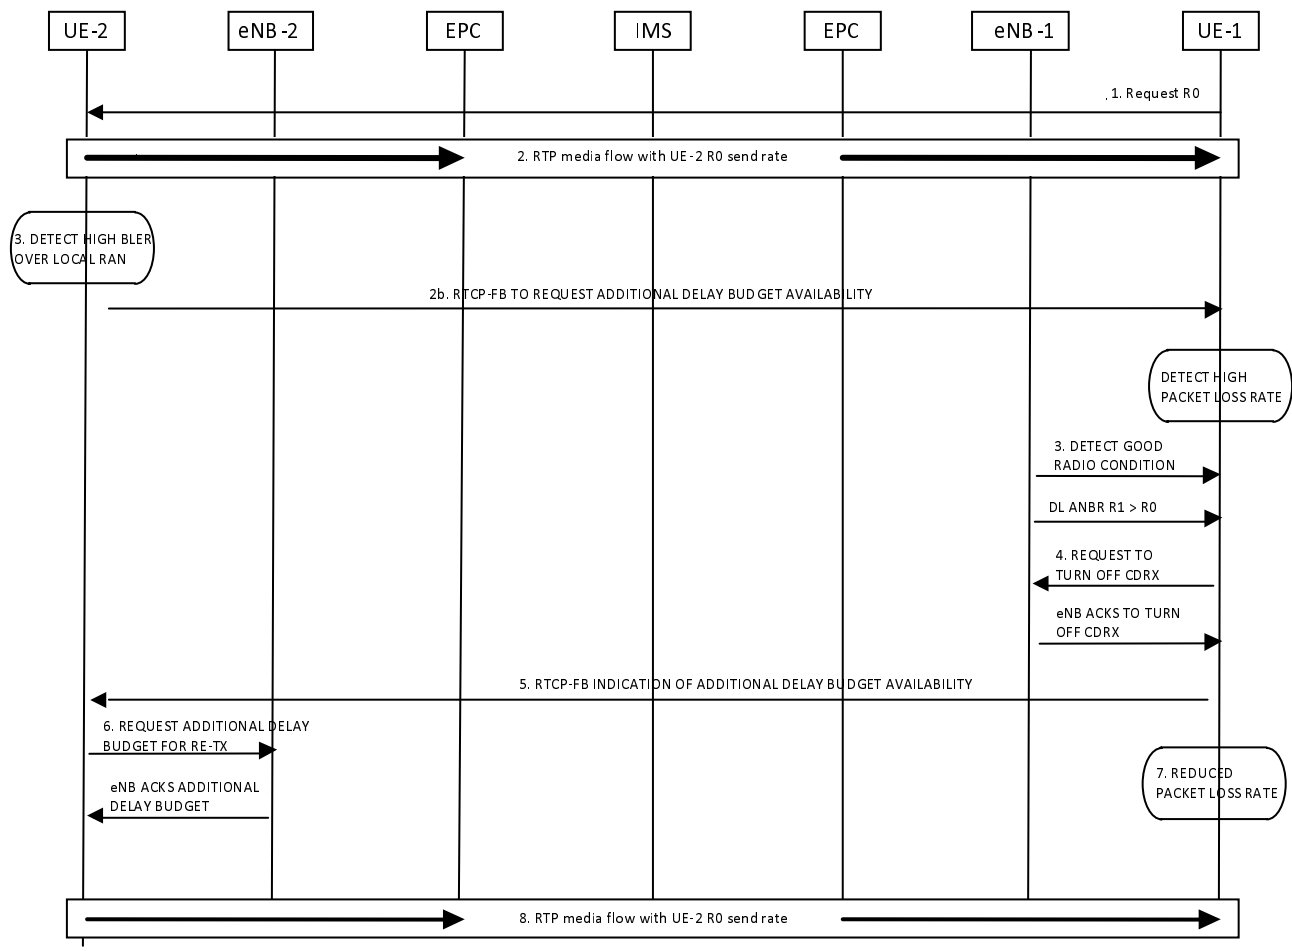 UE-2
eNB-2
EPC
IMS
EPC
eNB-1
UE-1
1. Request R0
2. RTP media flow with UE-2 R0 send rate
3. DETECT HIGH BLER
OVER LOCAL RAN
2b. RTCP-FB TO REQUEST ADDITIONAL DELAY BUDGET AVAILABILITY
DETECT HIGH
PACKET LOSS RATE
3. DETECT GOOD
RADIO CONDITION
DL ANBR R1 > R0
4. REQUEST TO
TURN OFF CDRX
eNB ACKS TO TURN
OFF CDRX
5. RTCP-FB INDICATION OF ADDITIONAL DELAY BUDGET AVAILABILITY
6. REQUEST ADDITIONAL DELAY
BUDGET FOR RE-TX
7. REDUCED
PACKET LOSS RATE
eNB ACKS ADDITIONAL
DELAY BUDGET
8. RTP media flow with UE-2 R0 send rate